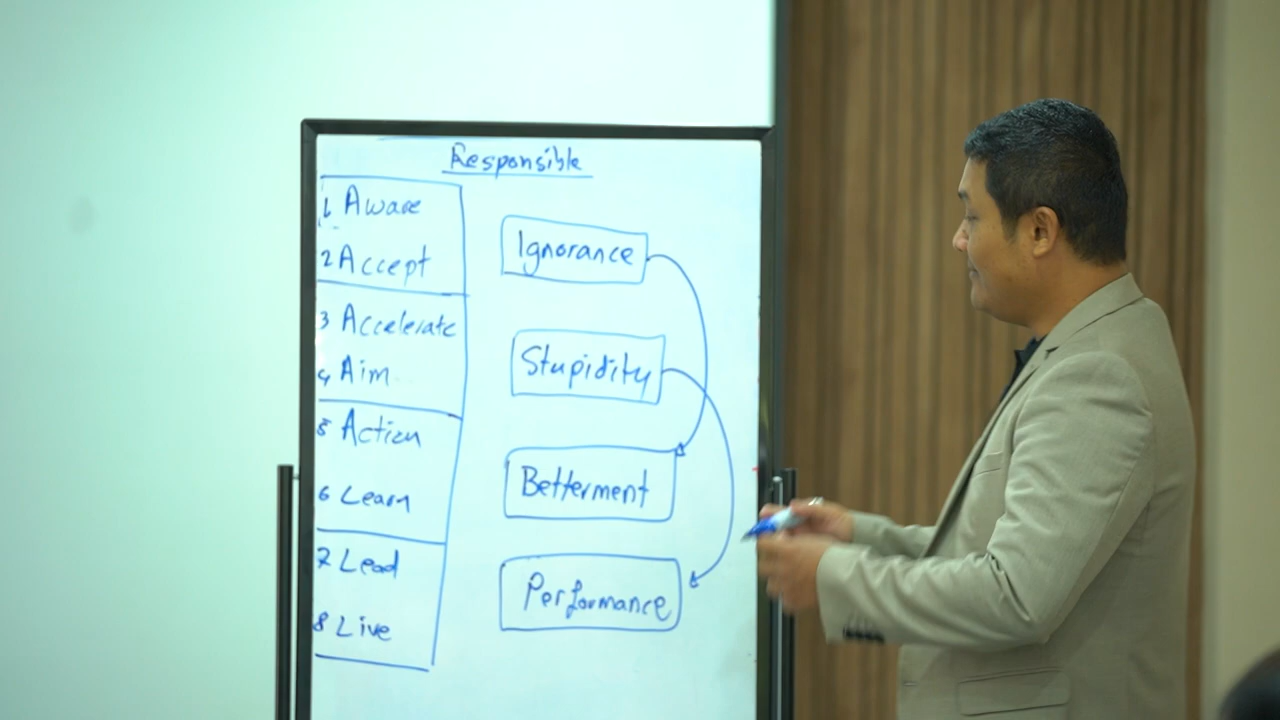 Responsible
1 Aware
2 Accept
3 Accelerate
4 Aim
5 Action
6 Learn
7 Lead
8 Live
Ignorance
Stupidity
Betterment
Performance